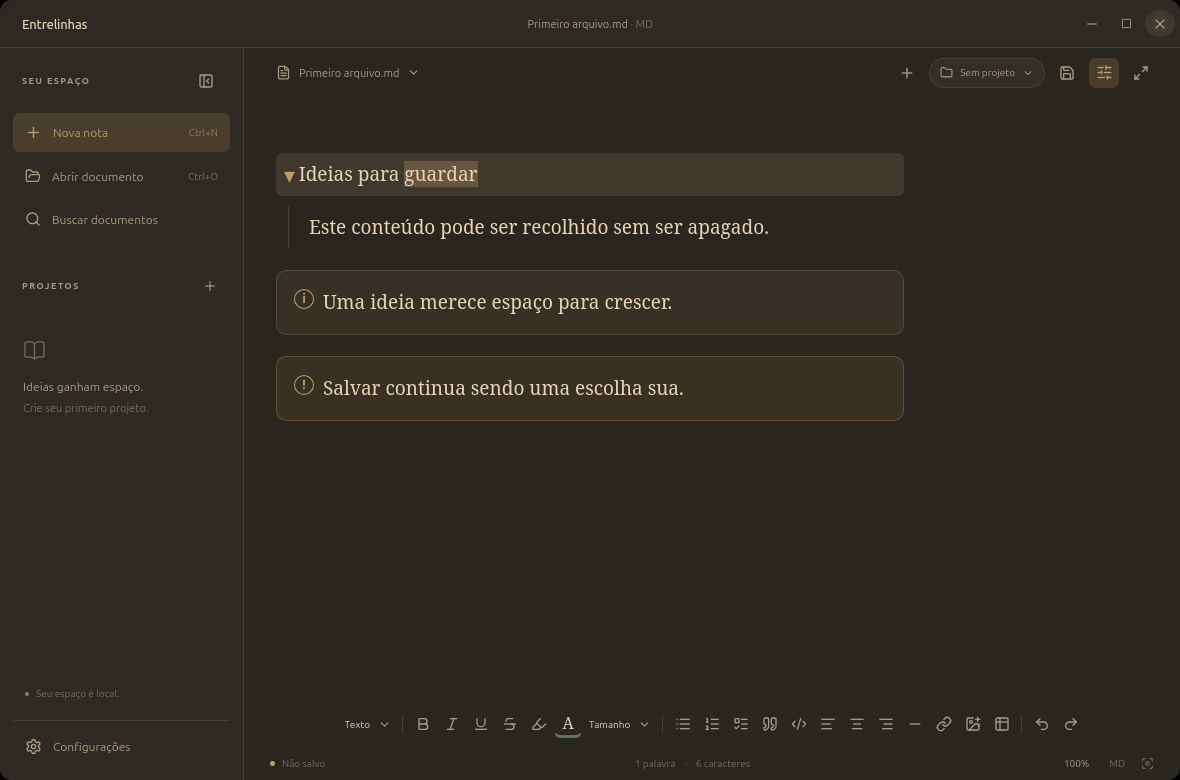 Entrelinhas
Primeiro arquivo.md · MD
SEU ESPAÇO
Nova nota Ctrl+N
Abrir documento Ctrl+O
Buscar documentos
PROJETOS
Ideias ganham espaço.
Crie seu primeiro projeto.
Seu espaço é local.
Configurações
Primeiro arquivo.md
Sem projeto
Ideias para guardar
Este conteúdo pode ser recolhido sem ser apagado.
Uma ideia merece espaço para crescer.
Salvar continua sendo uma escolha sua.
Texto
Tamanho
Não salvo
1 palavra · 6 caracteres
100%
MD